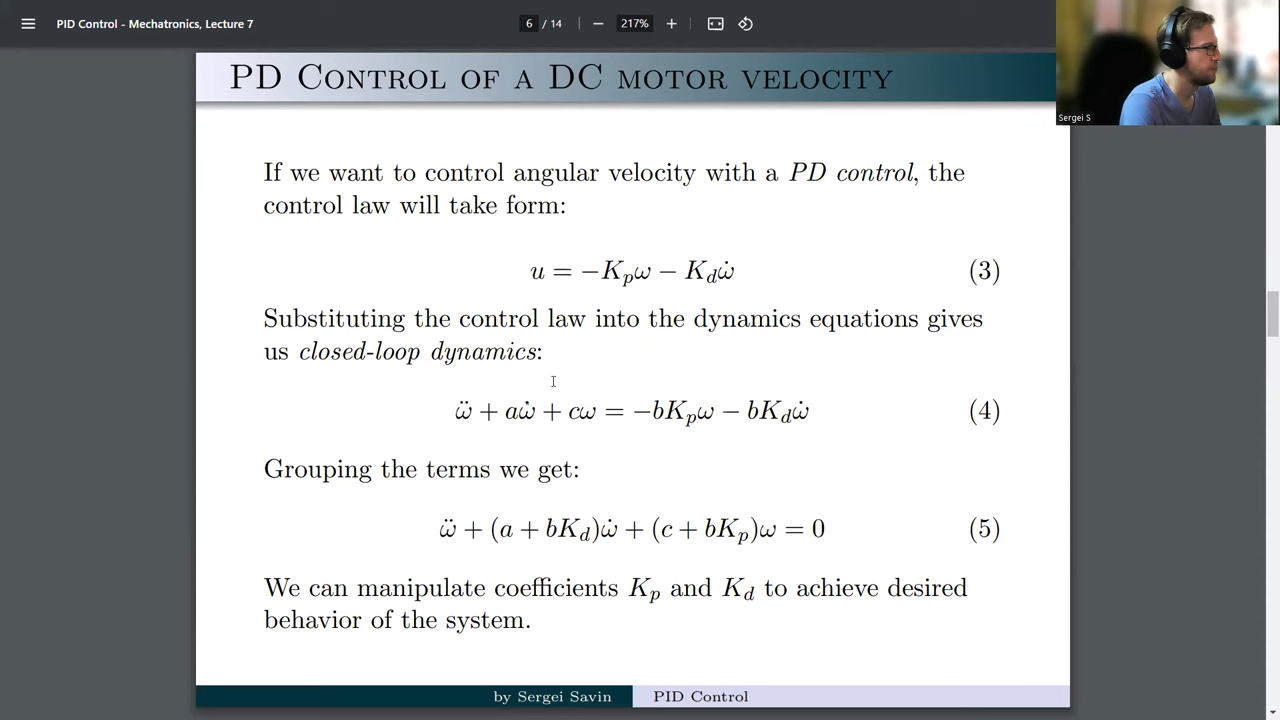 PID Control - Mechatronics, Lecture 7
6 / 14
217%
Sergei S
PD Control of a DC motor velocity
If we want to control angular velocity with a PD control, the
control law will take form:
u = −Kₚω − K_dω̇ (3)
Substituting the control law into the dynamics equations gives
us closed-loop dynamics:
ω̈ + aω̇ + cω = −bKₚω − bK_dω̇ (4)
Grouping the terms we get:
ω̈ + (a + bK_d)ω̇ + (c + bKₚ)ω = 0 (5)
We can manipulate coefficients Kₚ and K_d to achieve desired
behavior of the system.
by Sergei Savin
PID Control